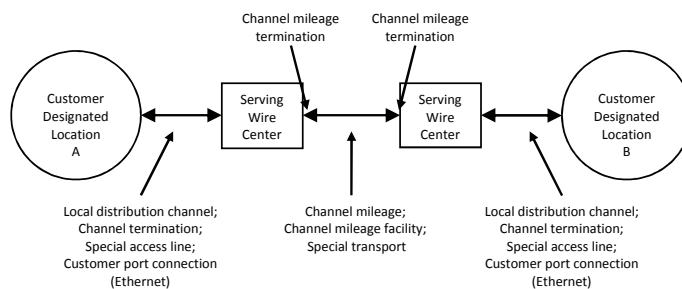 Channel mileage
termination
Channel mileage
termination
Customer
Designated
Location
A
Serving
Wire
Center
Serving
Wire
Center
Customer
Designated
Location
B
Local distribution channel;
Channel termination;
Special access line;
Customer port connection
(Ethernet)
Channel mileage;
Channel mileage facility;
Special transport
Local distribution channel;
Channel termination;
Special access line;
Customer port connection
(Ethernet)